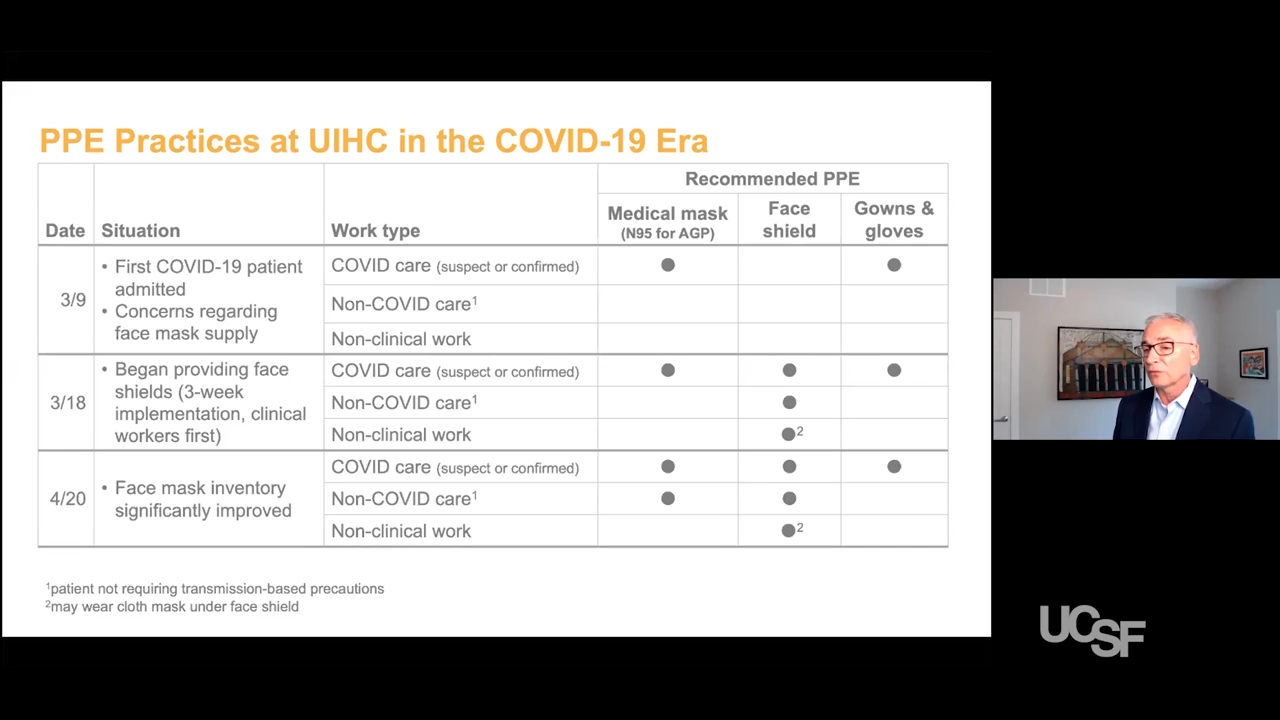 PPE Practices at UIHC in the COVID-19 Era
Recommended PPE
Date Situation Work type Medical mask (N95 for AGP) Face shield Gowns & gloves
3/9
• First COVID-19 patient
admitted
• Concerns regarding
face mask supply
COVID care (suspect or confirmed) ● ●
Non-COVID care¹
Non-clinical work
3/18
• Began providing face
shields (3-week
implementation, clinical
workers first)
COVID care (suspect or confirmed) ● ● ●
Non-COVID care¹ ●
Non-clinical work ●²
4/20
• Face mask inventory
significantly improved
COVID care (suspect or confirmed) ● ● ●
Non-COVID care¹ ● ●
Non-clinical work ●²
¹patient not requiring transmission-based precautions
²may wear cloth mask under face shield
UCSF